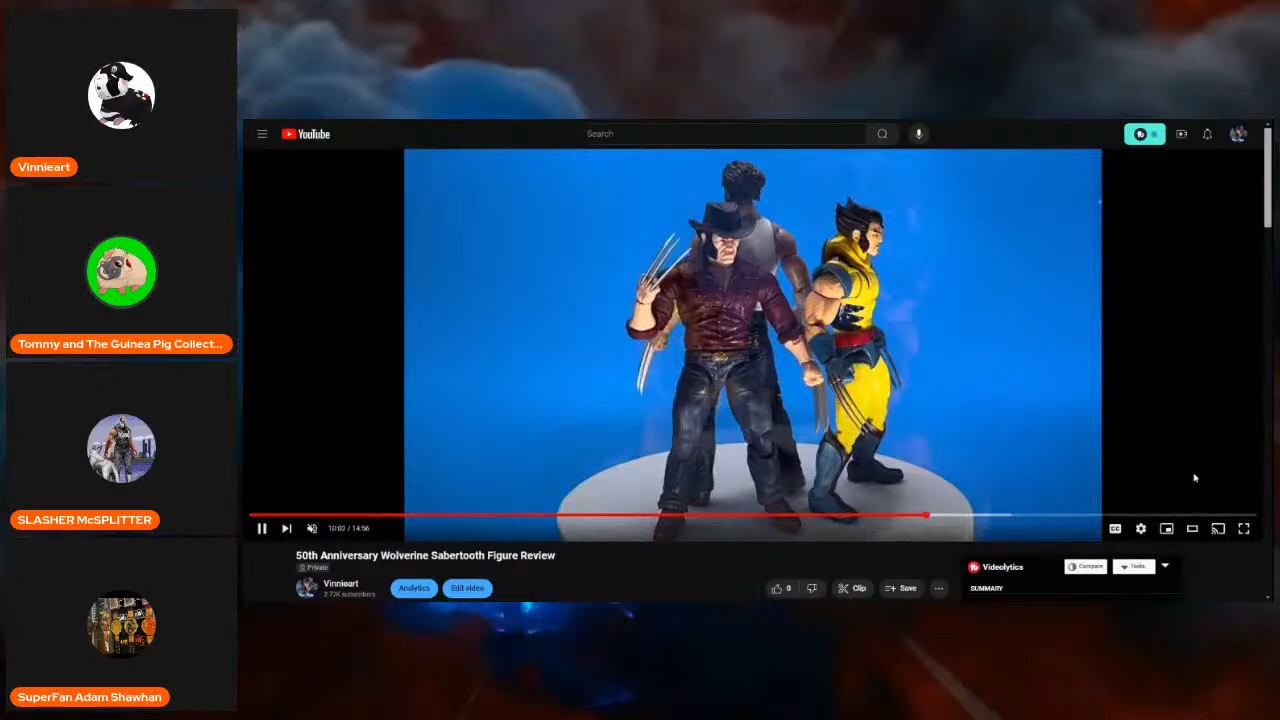 Vinnieart
Tommy and The Guinea Pig Collect...
SLASHER McSPLITTER
SuperFan Adam Shawhan
YouTube
Search
10:02 / 14:56
CC
50th Anniversary Wolverine Sabertooth Figure Review
Private
Vinnieart
2.72K subscribers
Analytics
Edit video
0
Clip
Save
Videolytics
Compare
Tools
SUMMARY